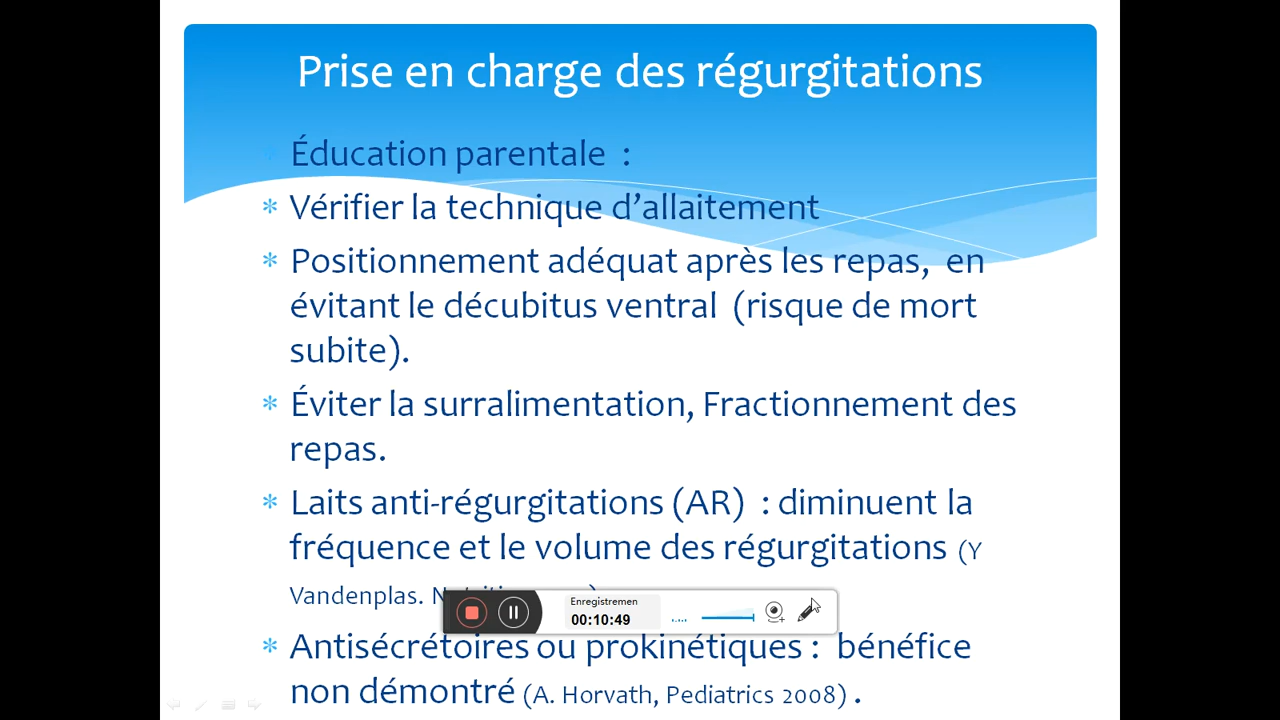 Prise en charge des régurgitations
Éducation parentale :
Vérifier la technique d’allaitement
Positionnement adéquat après les repas, en
évitant le décubitus ventral (risque de mort
subite).
Éviter la surralimentation, Fractionnement des
repas.
Laits anti-régurgitations (AR) : diminuent la
fréquence et le volume des régurgitations (Y
Vandenplas.
Enregistremen
00:10:49
Antisécrétoires ou prokinétiques : bénéfice
non démontré (A. Horvath, Pediatrics 2008) .